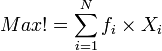 Max! = \sum_{i=1}^{N} f_i \times X_i